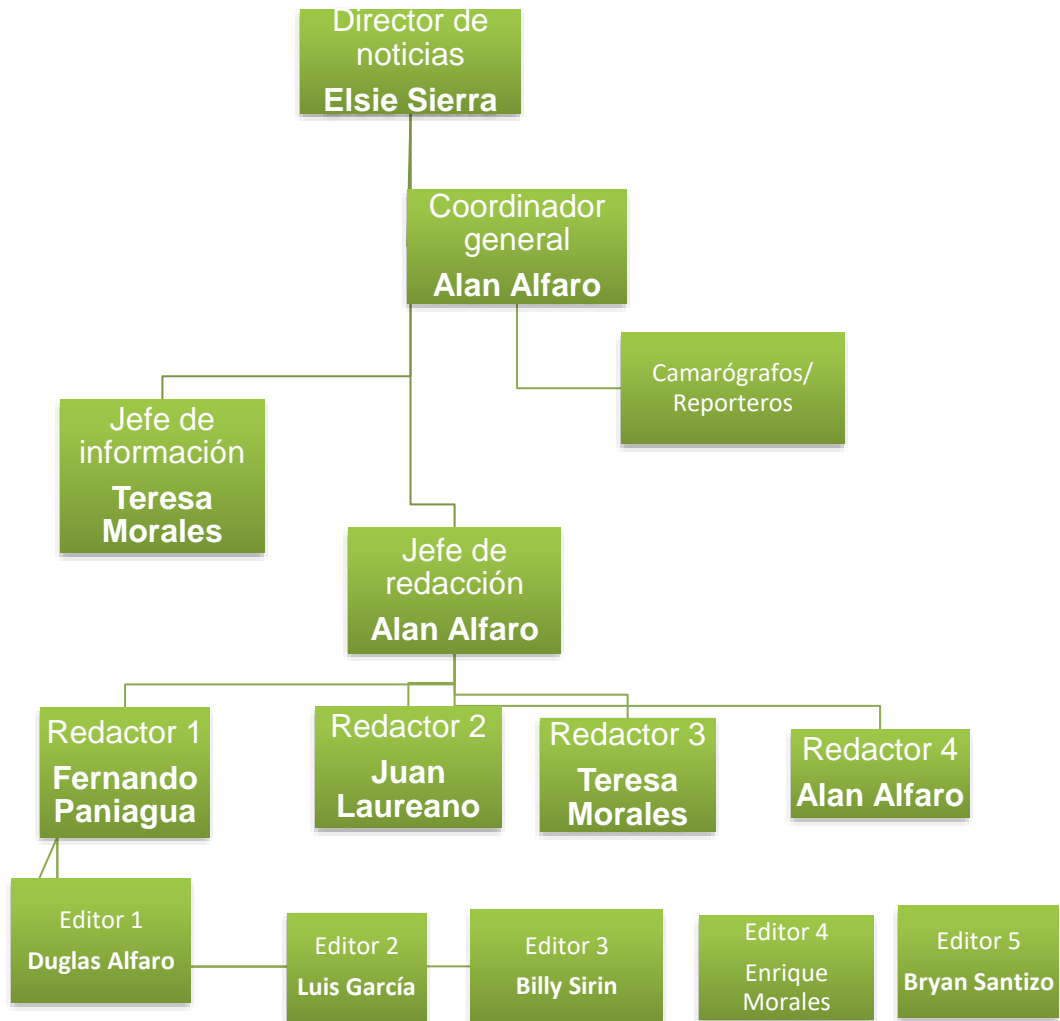 Director de
noticias
Elsie Sierra
Coordinador
general
Alan Alfaro
Camarógrafos/
Reporteros
Jefe de
información
Teresa
Morales
Jefe de
redacción
Alan Alfaro
Redactor 1
Fernando
Paniagua
Redactor 2
Juan
Laureano
Redactor 3
Teresa
Morales
Redactor 4
Alan Alfaro
Editor 1
Duglas Alfaro
Editor 2
Luis García
Editor 3
Billy Sirin
Editor 4
Enrique
Morales
Editor 5
Bryan Santizo